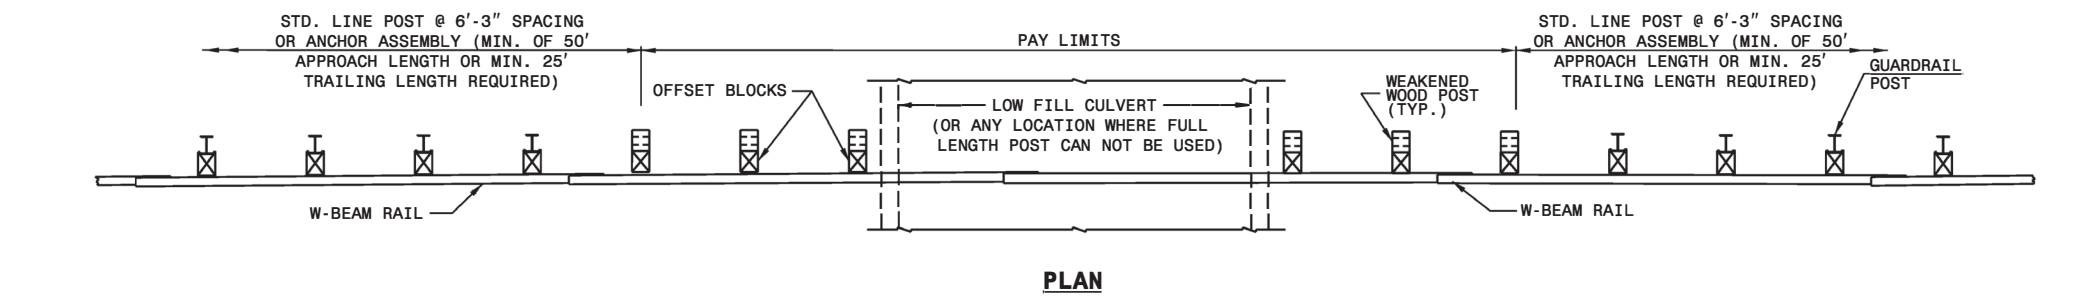 STD. LINE POST @ 6'-3" SPACING
OR ANCHOR ASSEMBLY (MIN. OF 50'
APPROACH LENGTH OR MIN. 25'
TRAILING LENGTH REQUIRED)
PAY LIMITS
STD. LINE POST @ 6'-3" SPACING
OR ANCHOR ASSEMBLY (MIN. OF 50'
APPROACH LENGTH OR MIN. 25'
TRAILING LENGTH REQUIRED)
GUARDRAIL
POST
OFFSET BLOCKS
LOW FILL CULVERT
(OR ANY LOCATION WHERE FULL
LENGTH POST CAN NOT BE USED)
WEAKENED
WOOD POST
(TYP.)
W-BEAM RAIL
W-BEAM RAIL
PLAN